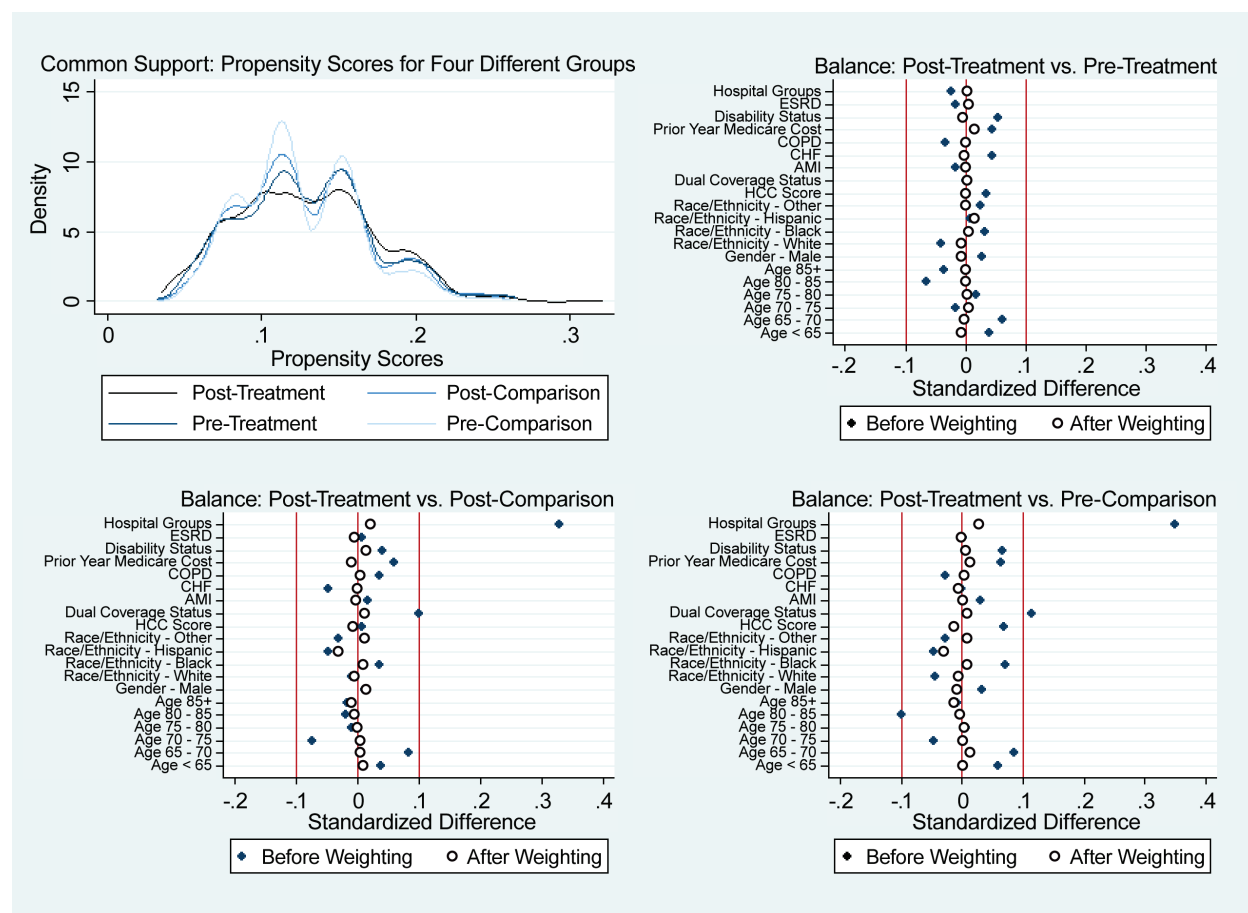 Common Support: Propensity Scores for Four Different Groups
15
10
5
0
Density
0
.1
.2
.3
Propensity Scores
Post-Treatment
Post-Comparison
Pre-Treatment
Pre-Comparison
Balance: Post-Treatment vs. Pre-Treatment
Hospital Groups
ESRD
Disability Status
Prior Year Medicare Cost
COPD
CHF
AMI
Dual Coverage Status
HCC Score
Race/Ethnicity - Other
Race/Ethnicity - Hispanic
Race/Ethnicity - Black
Race/Ethnicity - White
Gender - Male
Age 85+
Age 80 - 85
Age 75 - 80
Age 70 - 75
Age 65 - 70
Age < 65
-.2
-.1
0
.1
.2
.3
.4
Standardized Difference
Before Weighting
After Weighting
Balance: Post-Treatment vs. Post-Comparison
Hospital Groups
ESRD
Disability Status
Prior Year Medicare Cost
COPD
CHF
AMI
Dual Coverage Status
HCC Score
Race/Ethnicity - Other
Race/Ethnicity - Hispanic
Race/Ethnicity - Black
Race/Ethnicity - White
Gender - Male
Age 85+
Age 80 - 85
Age 75 - 80
Age 70 - 75
Age 65 - 70
Age < 65
-.2
-.1
0
.1
.2
.3
.4
Standardized Difference
Before Weighting
After Weighting
Balance: Post-Treatment vs. Pre-Comparison
Hospital Groups
ESRD
Disability Status
Prior Year Medicare Cost
COPD
CHF
AMI
Dual Coverage Status
HCC Score
Race/Ethnicity - Other
Race/Ethnicity - Hispanic
Race/Ethnicity - Black
Race/Ethnicity - White
Gender - Male
Age 85+
Age 80 - 85
Age 75 - 80
Age 70 - 75
Age 65 - 70
Age < 65
-.2
-.1
0
.1
.2
.3
.4
Standardized Difference
Before Weighting
After Weighting